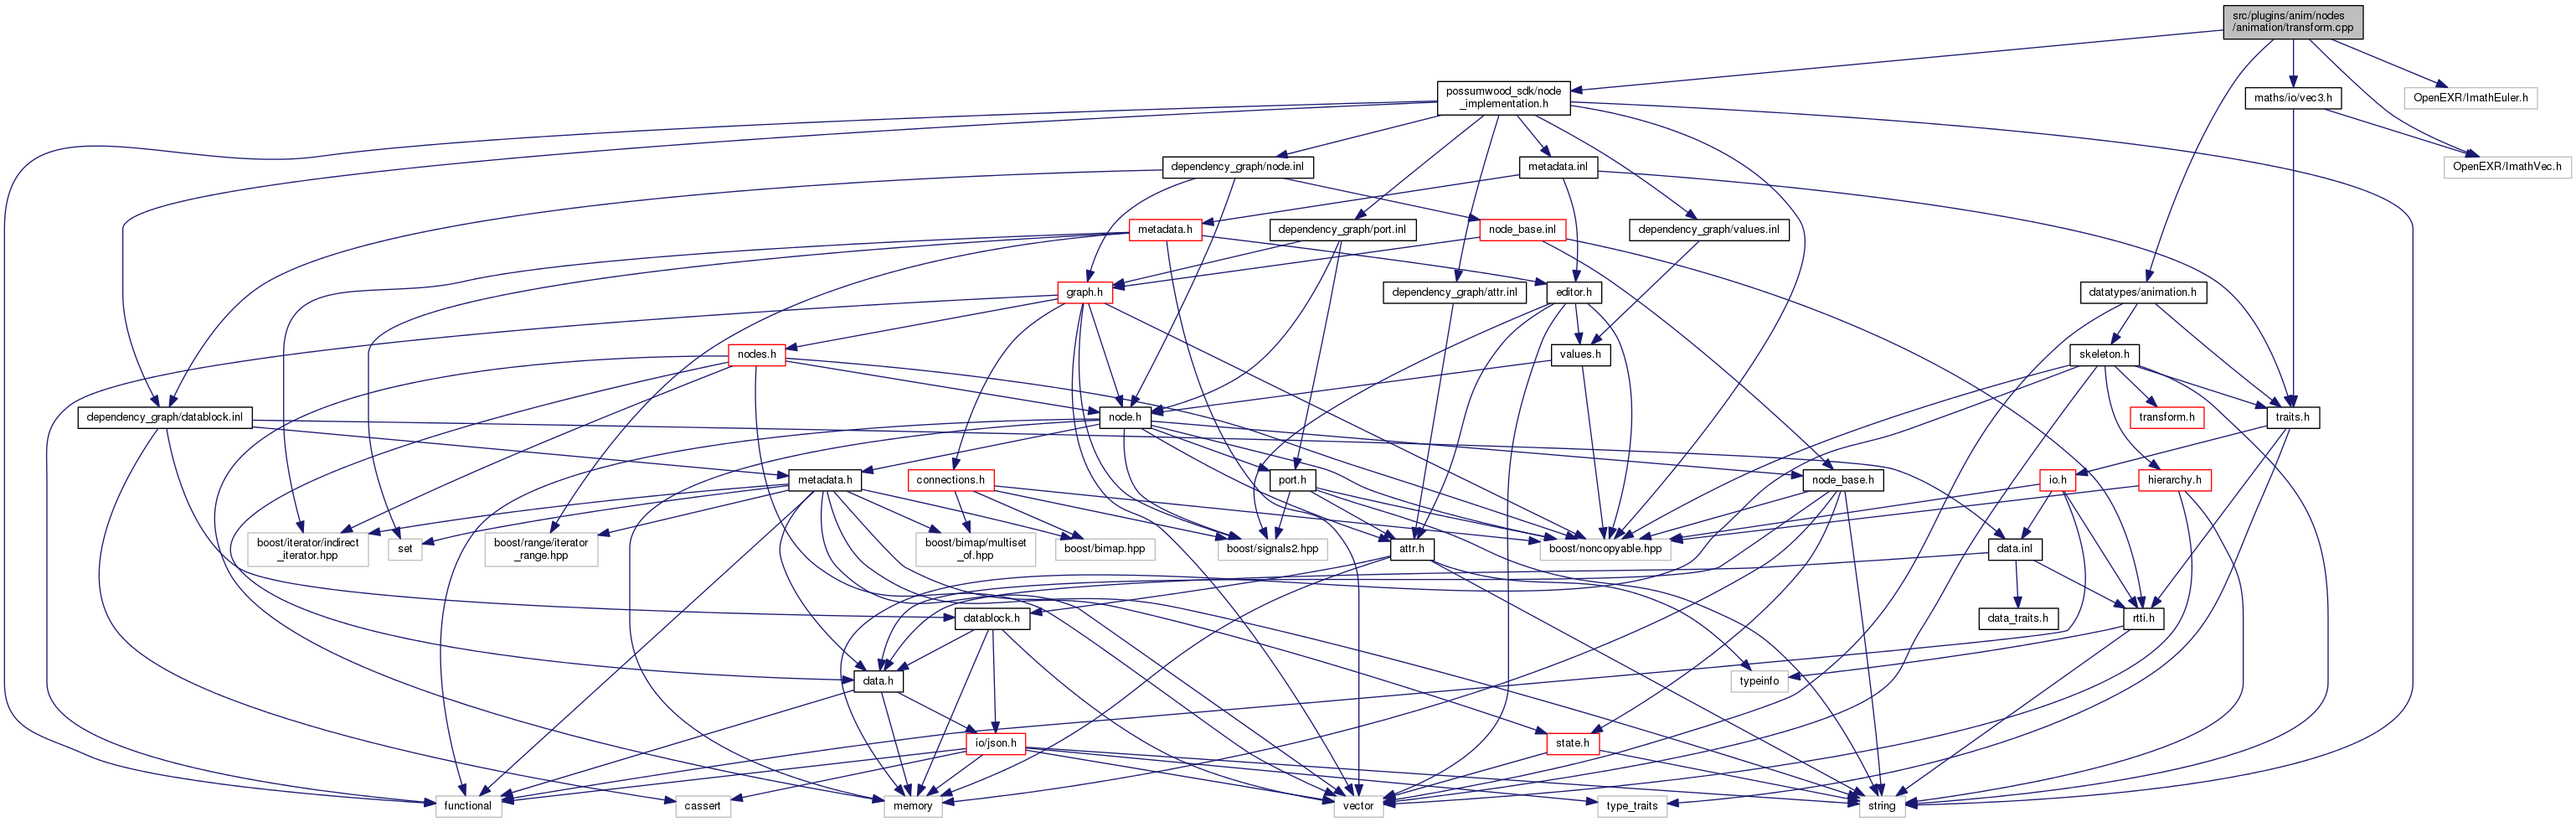 src/plugins/anim/nodes
/animation/transform.cpp
possumwood_sdk/node
_implementation.h
maths/io/vec3.h
OpenEXR/ImathEuler.h
dependency_graph/node.inl
metadata.inl
OpenEXR/ImathVec.h
metadata.h
dependency_graph/port.inl
node_base.inl
dependency_graph/values.inl
graph.h
dependency_graph/attr.inl
editor.h
datatypes/animation.h
nodes.h
values.h
skeleton.h
dependency_graph/datablock.inl
node.h
transform.h
traits.h
metadata.h
connections.h
port.h
node_base.h
io.h
hierarchy.h
boost/iterator/indirect
_iterator.hpp
set
boost/range/iterator
_range.hpp
boost/bimap/multiset
_of.hpp
boost/bimap.hpp
boost/signals2.hpp
attr.h
boost/noncopyable.hpp
data.inl
datablock.h
data_traits.h
rtti.h
data.h
typeinfo
io/json.h
state.h
functional
cassert
memory
vector
type_traits
string